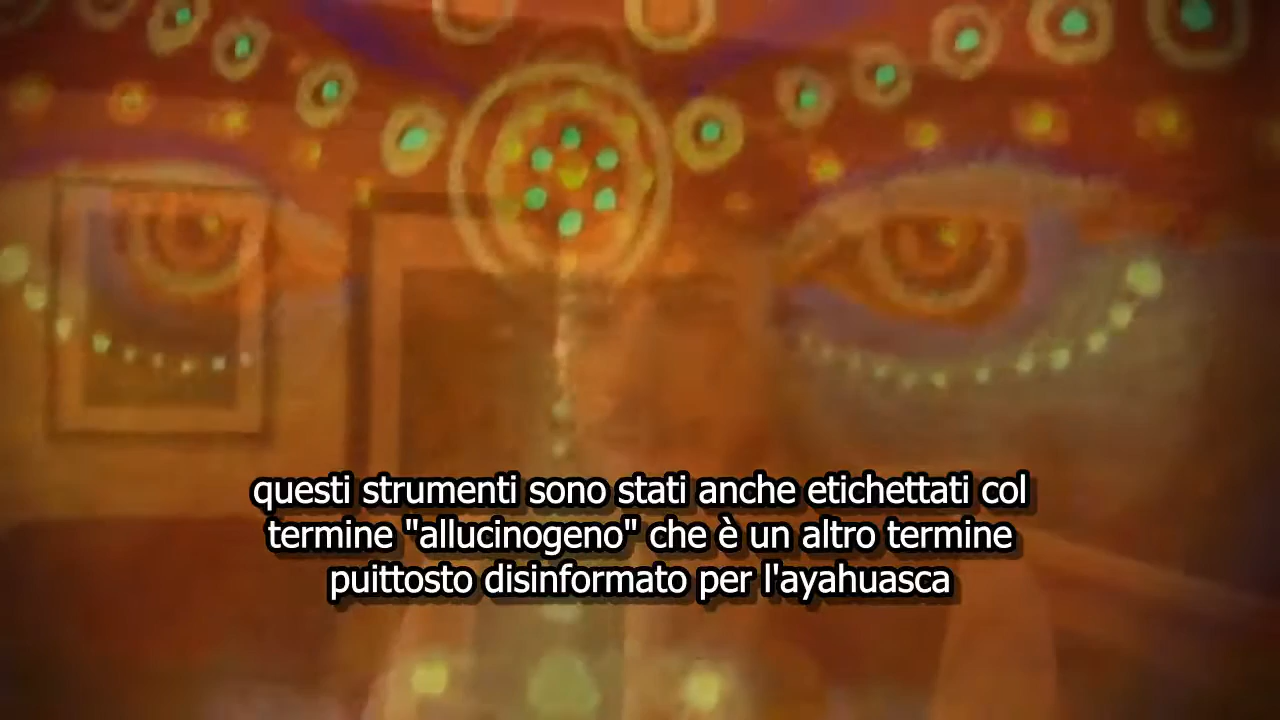 questi strumenti sono stati anche etichettati col
termine "allucinogeno" che è un altro termine
puittosto disinformato per l'ayahuasca